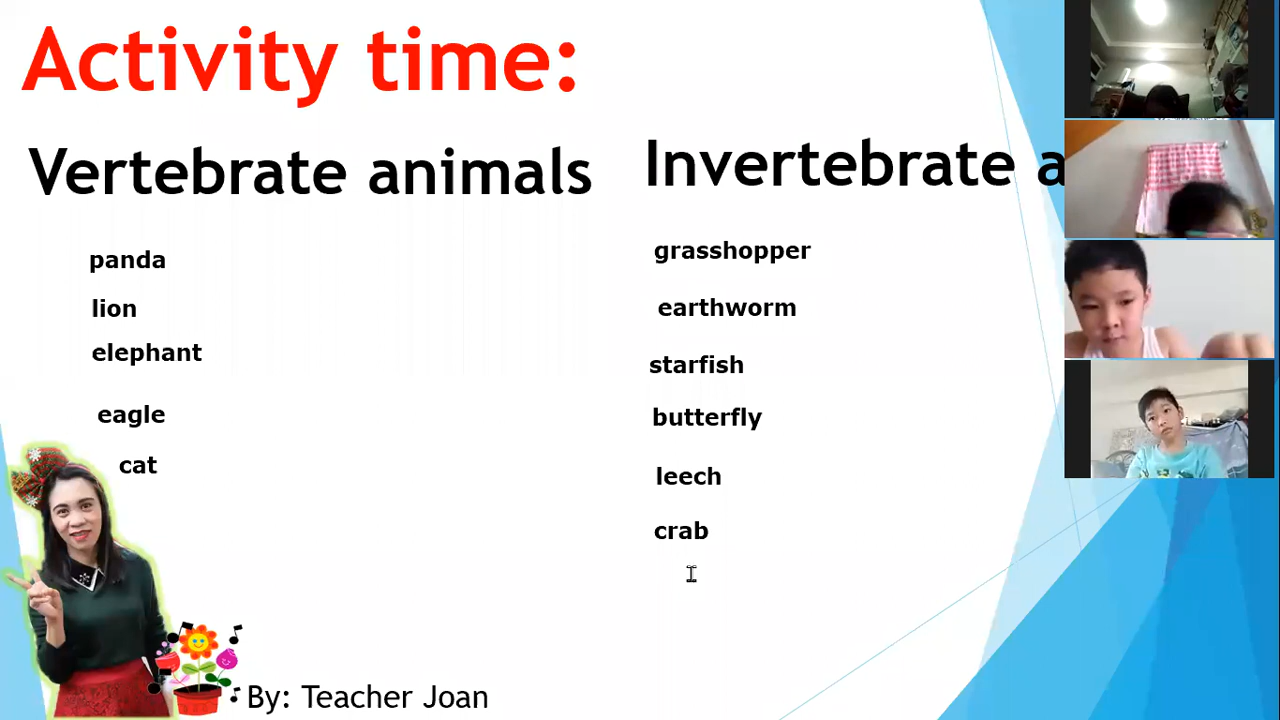 Activity time:
Vertebrate animals
panda
lion
elephant
eagle
cat
Invertebrate a
grasshopper
earthworm
starfish
butterfly
leech
crab
By: Teacher Joan